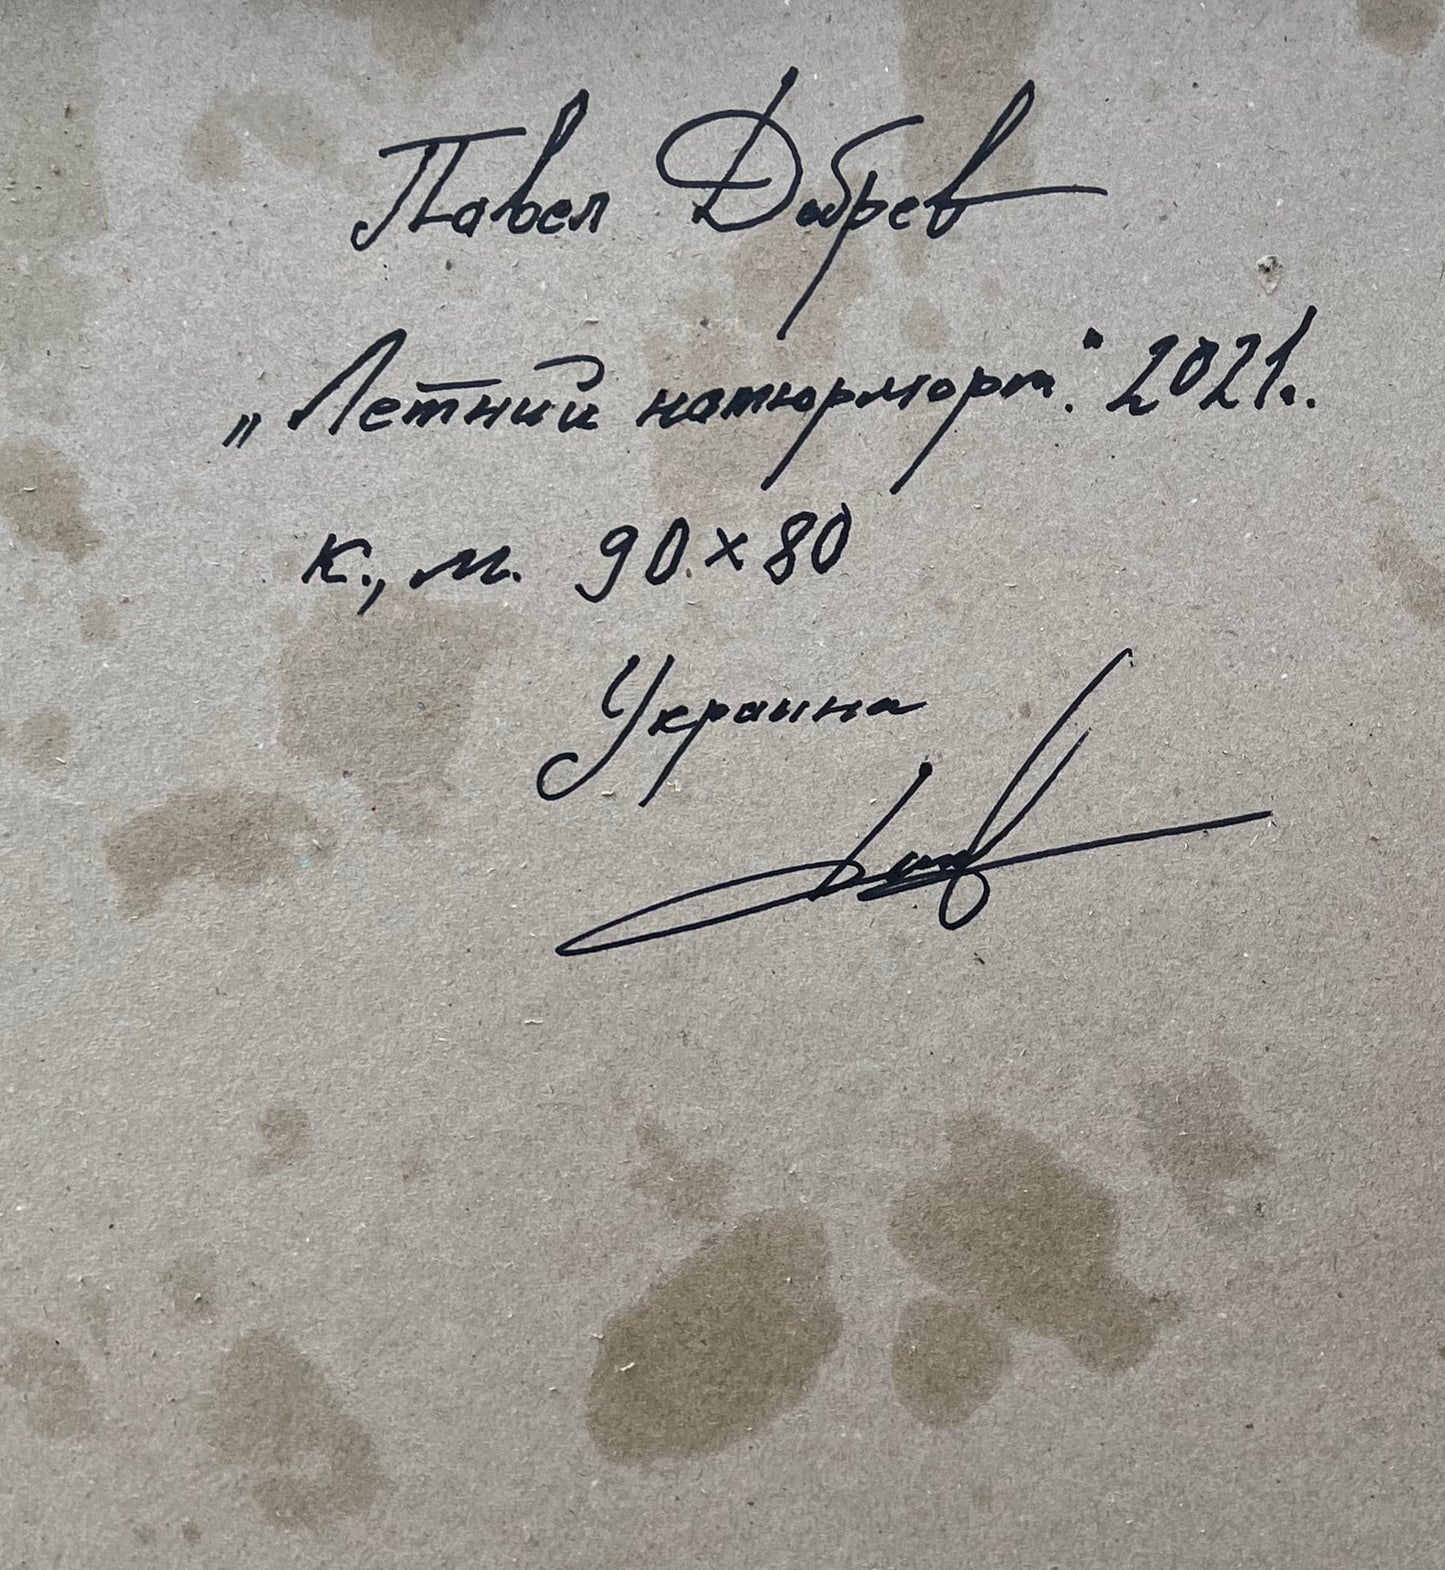 Павел Добрев
„Летний натюрморт.“ 2021г.
к., м. 90 × 80
Украина